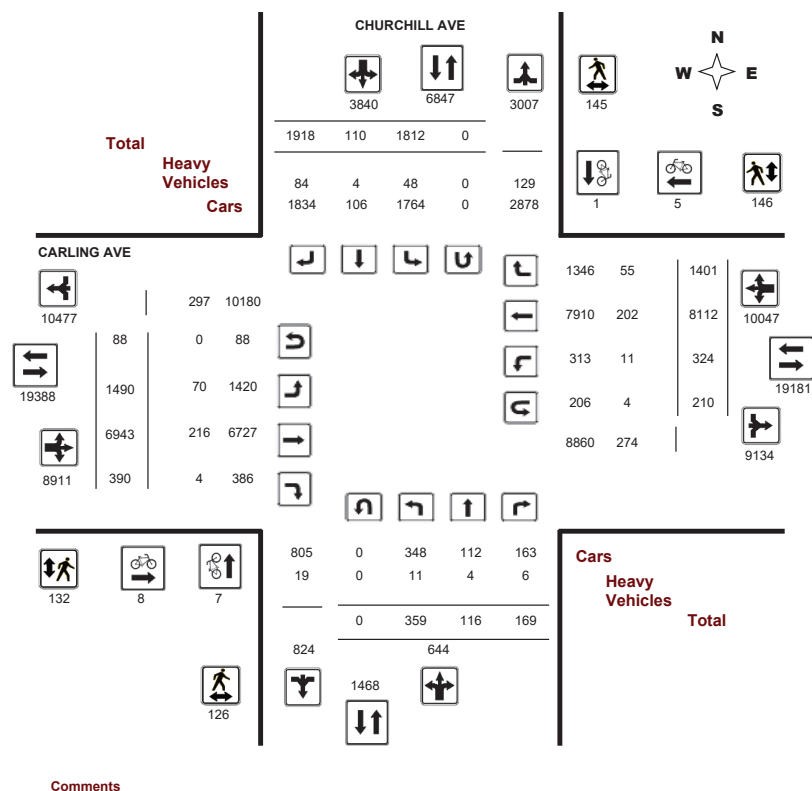 CHURCHILL AVE
N
W E
S
3840 6847 3007 145
1918 110 1812 0
Total
Heavy
Vehicles
84 4 48 0 129
Cars
1834 106 1764 0 2878
1 5 146
CARLING AVE
10477
297 10180
88 0 88
19388
1490 70 1420
6943 216 6727
8911
390 4 386
1346 55 1401
7910 202 8112
10047
313 11 324
19181
206 4 210
8860 274
9134
805 0 348 112 163
19 0 11 4 6
0 359 116 169
824 644
1468
132 8 7
126
Cars
Heavy
Vehicles
Total
Comments